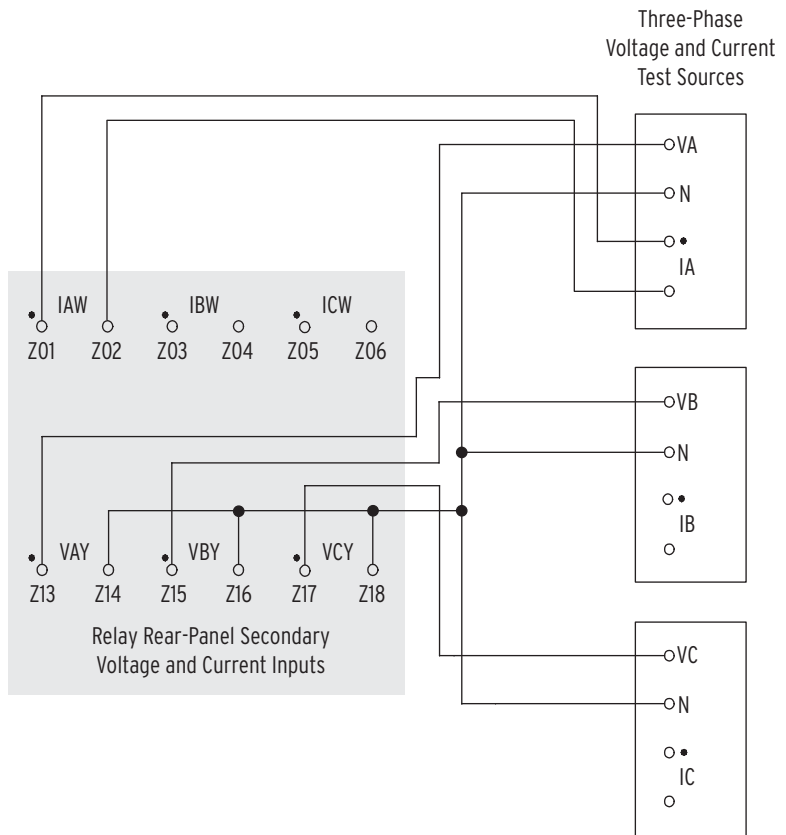 Three-Phase
Voltage and Current
Test Sources
VA
N
IA
IAW IBW ICW
Z01 Z02 Z03 Z04 Z05 Z06
VB
N
IB
VAY VBY VCY
Z13 Z14 Z15 Z16 Z17 Z18
Relay Rear-Panel Secondary
Voltage and Current Inputs
VC
N
IC